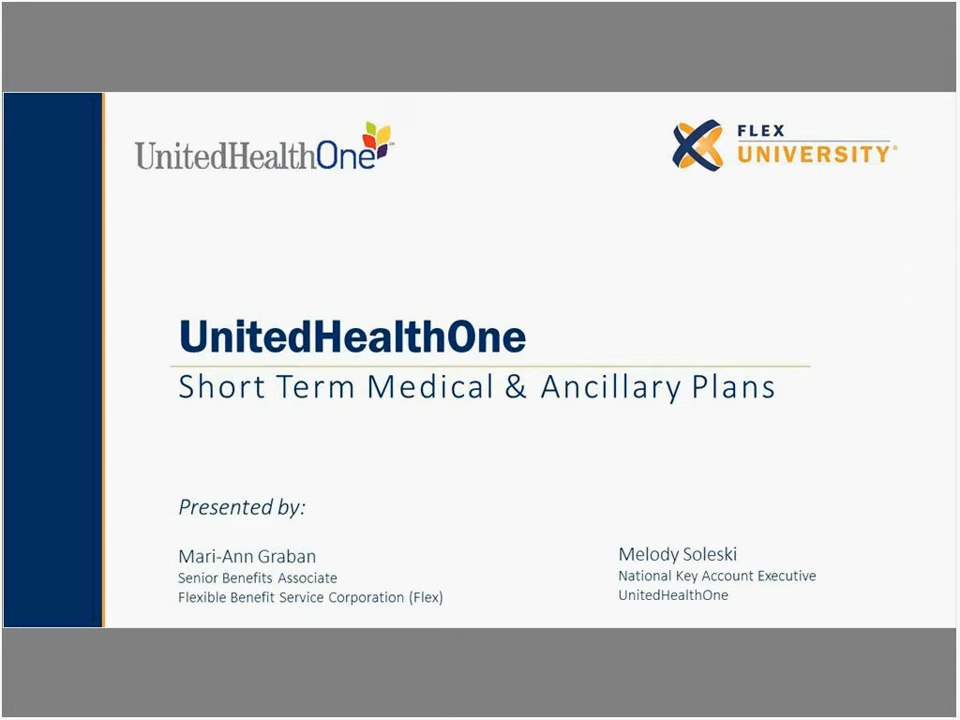 UnitedHealthOne℠
FLEX
UNIVERSITY®
UnitedHealthOne
Short Term Medical & Ancillary Plans
Presented by:
Mari-Ann Graban
Senior Benefits Associate
Flexible Benefit Service Corporation (Flex)
Melody Soleski
National Key Account Executive
UnitedHealthOne